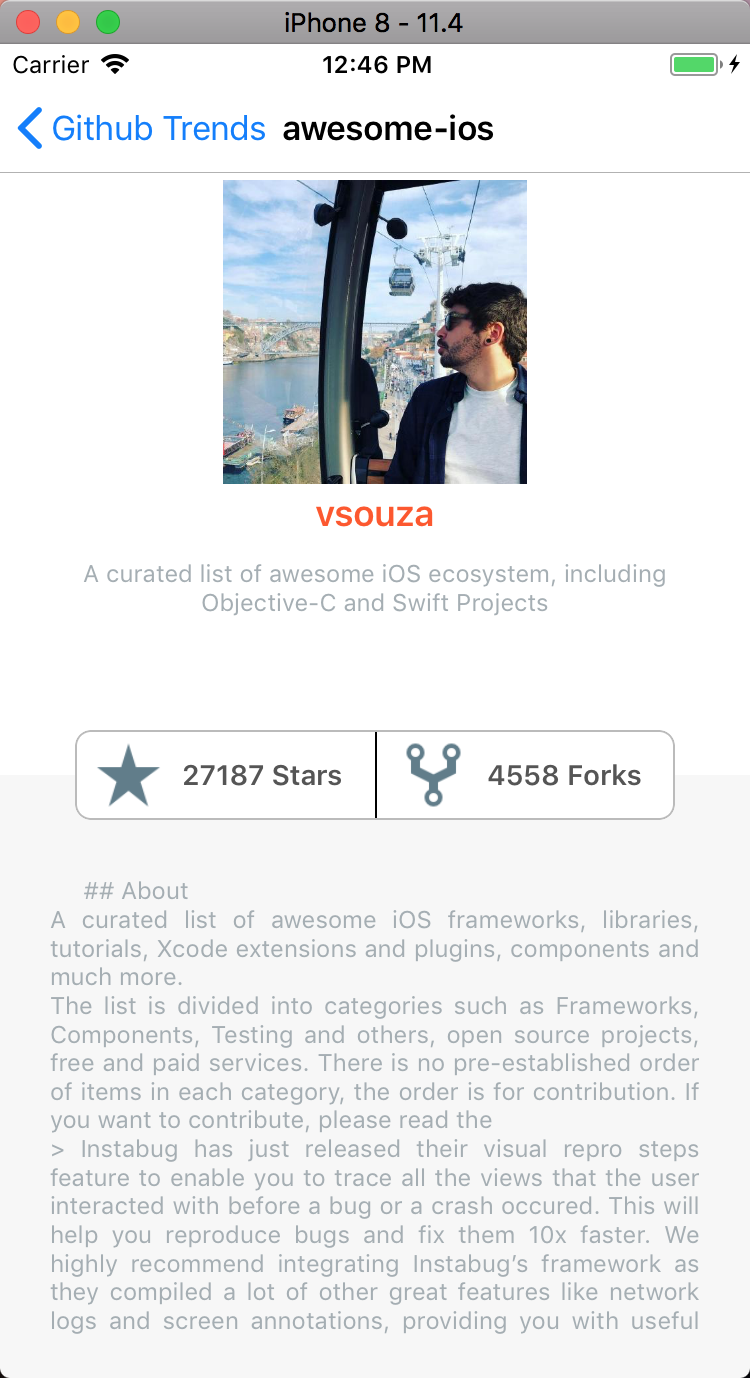 iPhone 8 - 11.4
Carrier 12:46 PM
Github Trends awesome-ios
vsouza
A curated list of awesome iOS ecosystem, including
Objective-C and Swift Projects
27187 Stars 4558 Forks
## About
A curated list of awesome iOS frameworks, libraries,
tutorials, Xcode extensions and plugins, components and
much more.
The list is divided into categories such as Frameworks,
Components, Testing and others, open source projects,
free and paid services. There is no pre-established order
of items in each category, the order is for contribution. If
you want to contribute, please read the
> Instabug has just released their visual repro steps
feature to enable you to trace all the views that the user
interacted with before a bug or a crash occured. This will
help you reproduce bugs and fix them 10x faster. We
highly recommend integrating Instabug’s framework as
they compiled a lot of other great features like network
logs and screen annotations, providing you with useful